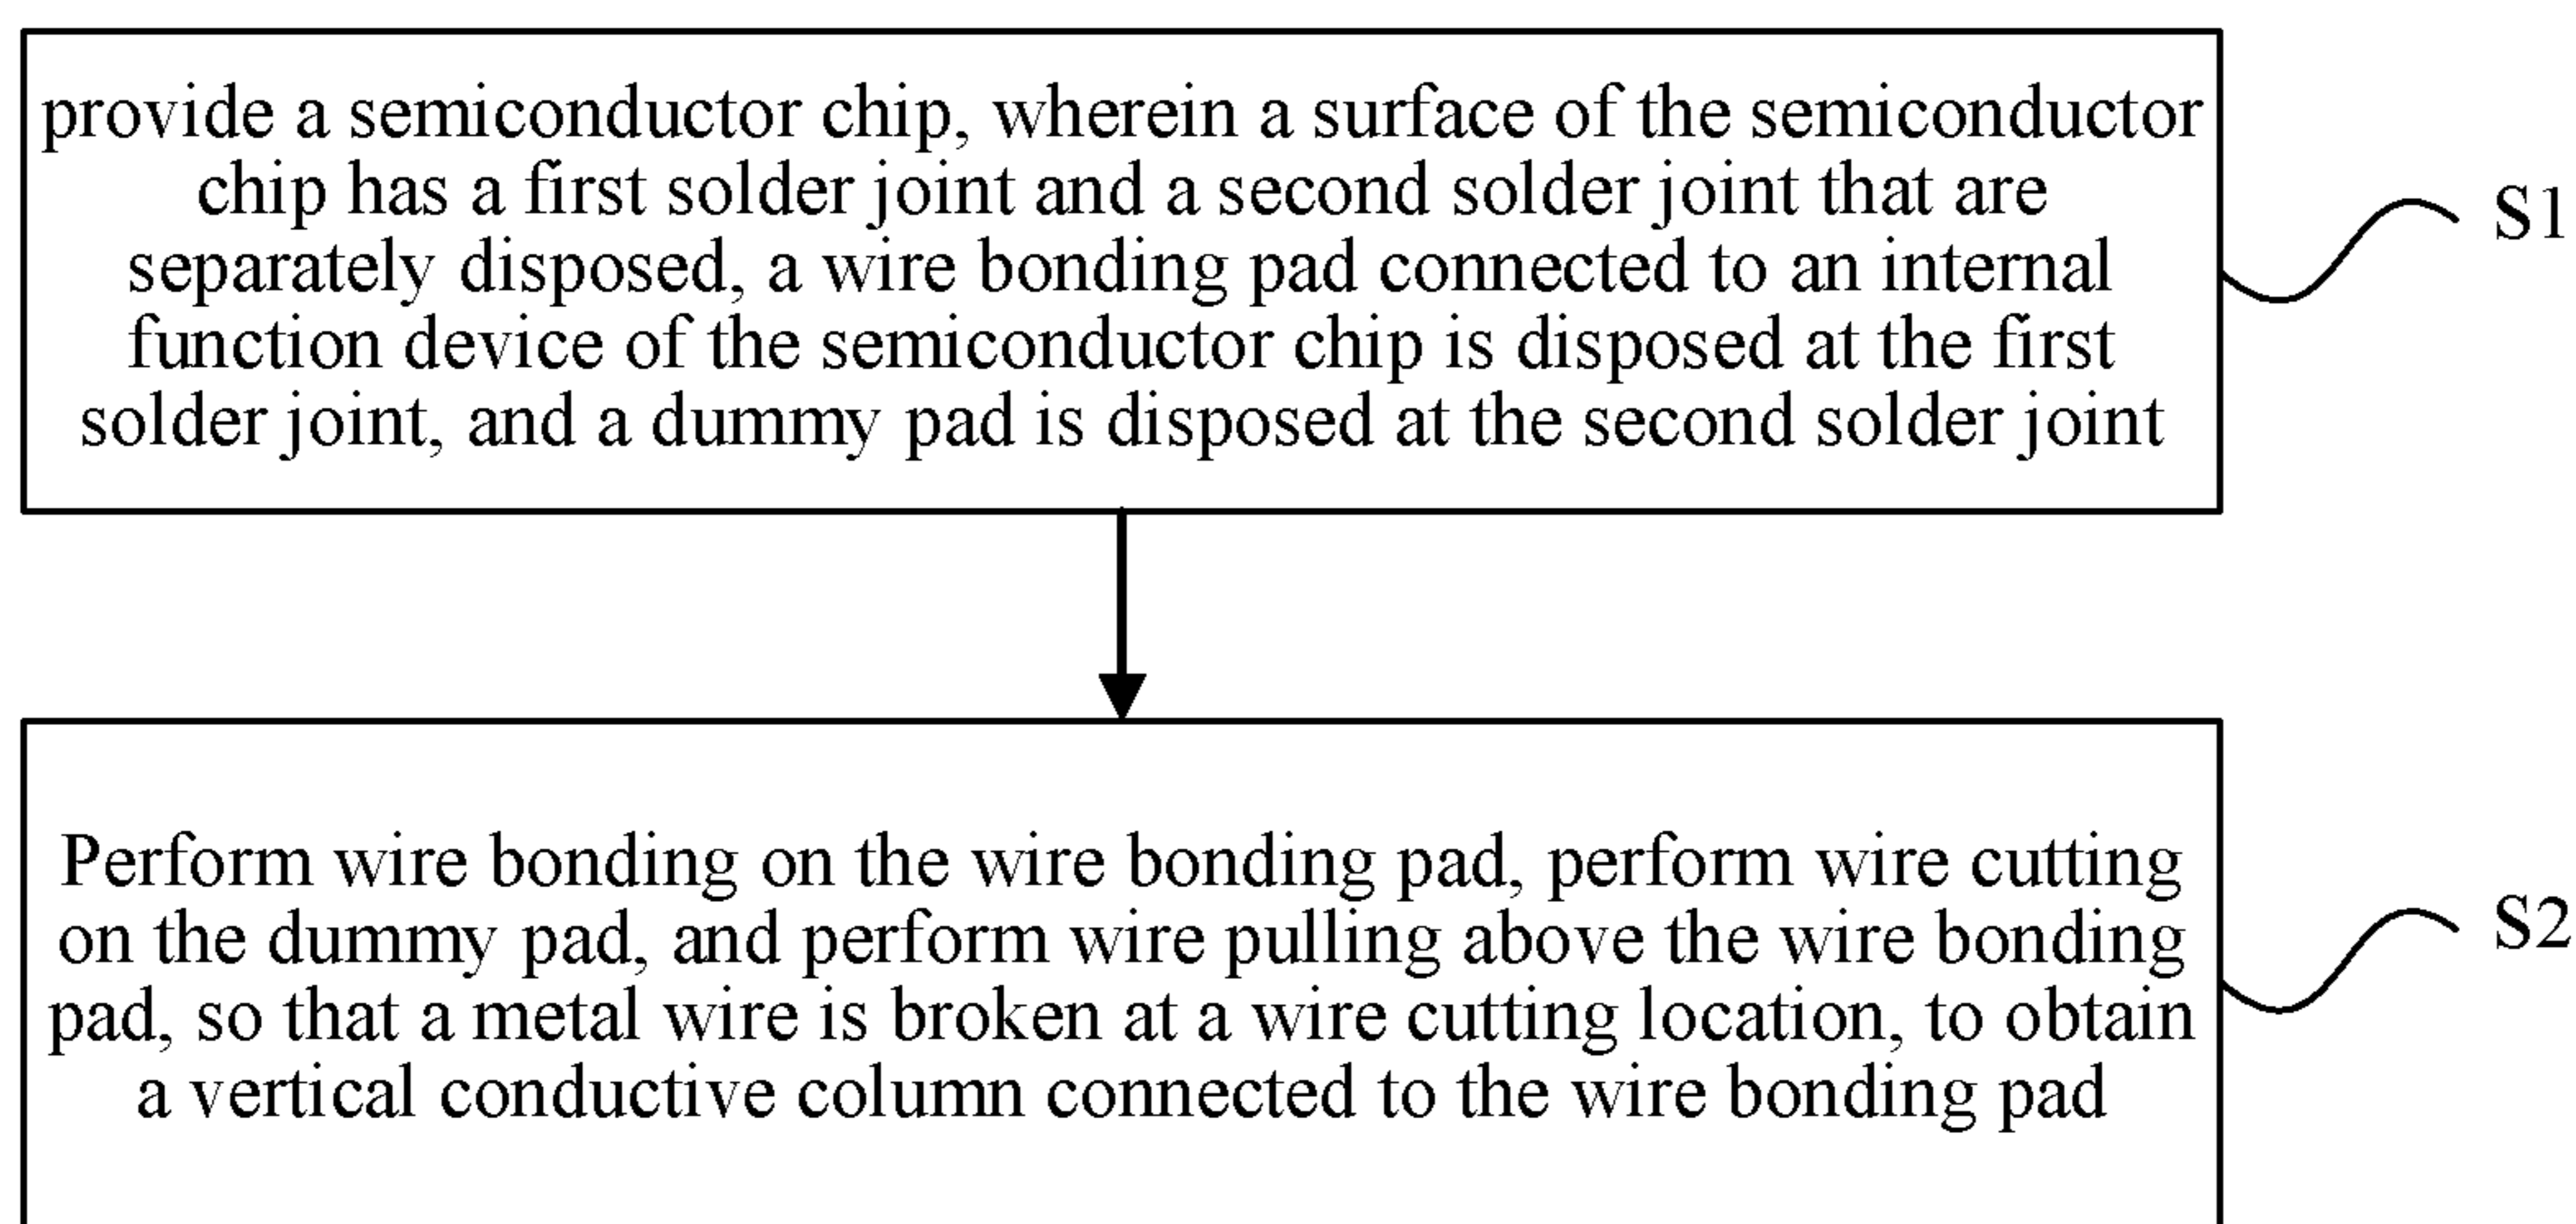 provide a semiconductor chip, wherein a surface of the semiconductor
chip has a first solder joint and a second solder joint that are
separately disposed, a wire bonding pad connected to an internal
function device of the semiconductor chip is disposed at the first
solder joint, and a dummy pad is disposed at the second solder joint
S1
Perform wire bonding on the wire bonding pad, perform wire cutting
on the dummy pad, and perform wire pulling above the wire bonding
pad, so that a metal wire is broken at a wire cutting location, to obtain
a vertical conductive column connected to the wire bonding pad
S2